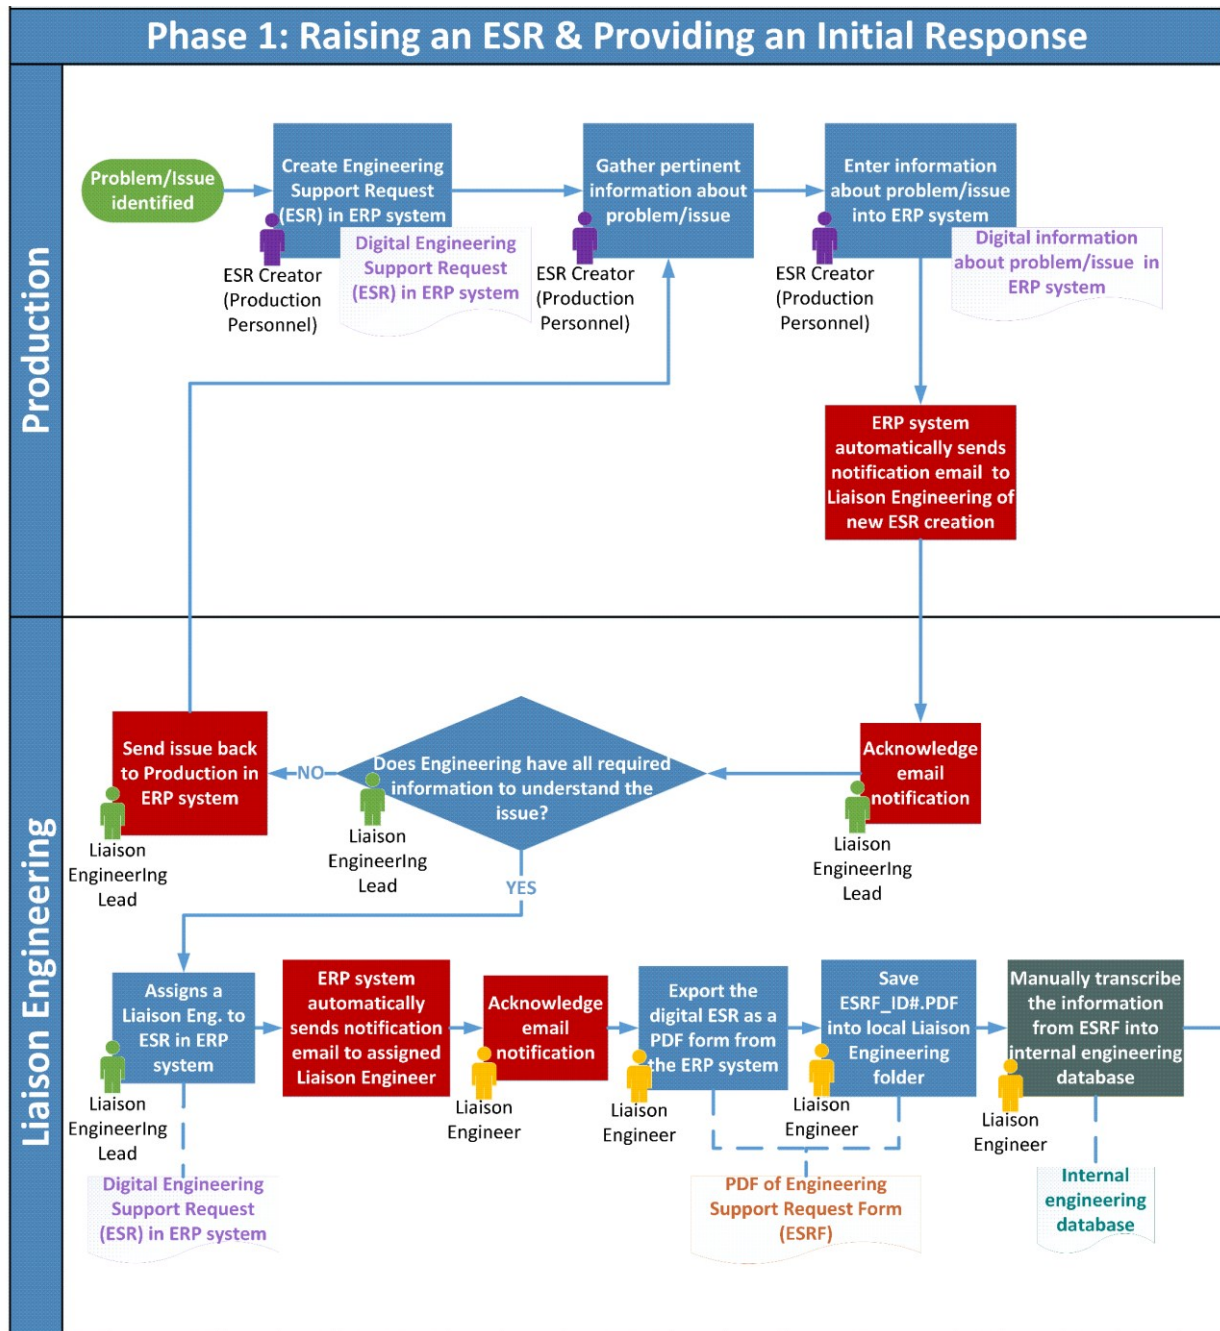 Phase 1: Raising an ESR & Providing an Initial Response
Production
Problem/Issue
identified
Create Engineering
Support Request
(ESR) in ERP system
ESR Creator
(Production
Personnel)
Digital Engineering
Support Request
(ESR) in ERP system
Gather pertinent
information about
problem/issue
ESR Creator
(Production
Personnel)
Enter information
about problem/issue
into ERP system
ESR Creator
(Production
Personnel)
Digital information
about problem/issue in
ERP system
ERP system
automatically sends
notification email to
Liaison Engineering of
new ESR creation
Liaison Engineering
Acknowledge
email
notification
Liaison
EngineerIng
Lead
Does Engineering have all required
information to understand the
issue?
Liaison
EngineerIng
Lead
NO
Send issue back
to Production in
ERP system
Liaison
EngineerIng
Lead
YES
Assigns a
Liaison Eng. to
ESR in ERP
system
Liaison
EngineerIng
Lead
Digital Engineering
Support Request
(ESR) in ERP system
ERP system
automatically
sends notification
email to assigned
Liaison Engineer
Acknowledge
email
notification
Liaison
Engineer
Export the
digital ESR as a
PDF form from
the ERP system
Liaison
Engineer
Save
ESRF_ID#.PDF
into local Liaison
Engineering
folder
Liaison
Engineer
PDF of Engineering
Support Request Form
(ESRF)
Manually transcribe
the information
from ESRF into
internal engineering
database
Liaison
Engineer
Internal
engineering
database